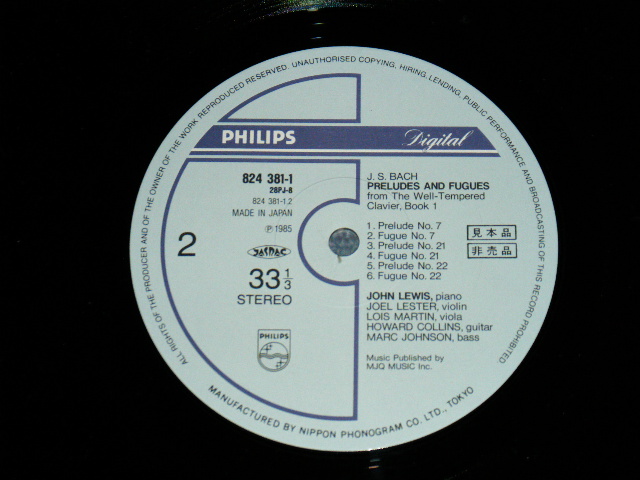 ALL RIGHTS OF THE PRODUCER AND OF THE OWNER OF THE WORK REPRODUCED RESERVED. UNAUTHORISED COPYING, HIRING, LENDING, PUBLIC PERFORMANCE AND BROADCASTING OF THIS RECORD PROHIBITED
PHILIPS
Digital
824 381-1
28PJ-8
824 381-1.2
MADE IN JAPAN
Ⓟ 1985
2
JASRAC
33 1/3
STEREO
PHILIPS
J. S. BACH
PRELUDES AND FUGUES
from The Well-Tempered
Clavier, Book 1
1. Prelude No. 7
2. Fugue No. 7
3. Prelude No. 21
4. Fugue No. 21
5. Prelude No. 22
6. Fugue No. 22
見本品
非売品
JOHN LEWIS, piano
JOEL LESTER, violin
LOIS MARTIN, viola
HOWARD COLLINS, guitar
MARC JOHNSON, bass
Music Published by
MJQ MUSIC Inc.
MANUFACTURED BY NIPPON PHONOGRAM CO. LTD., TOKYO